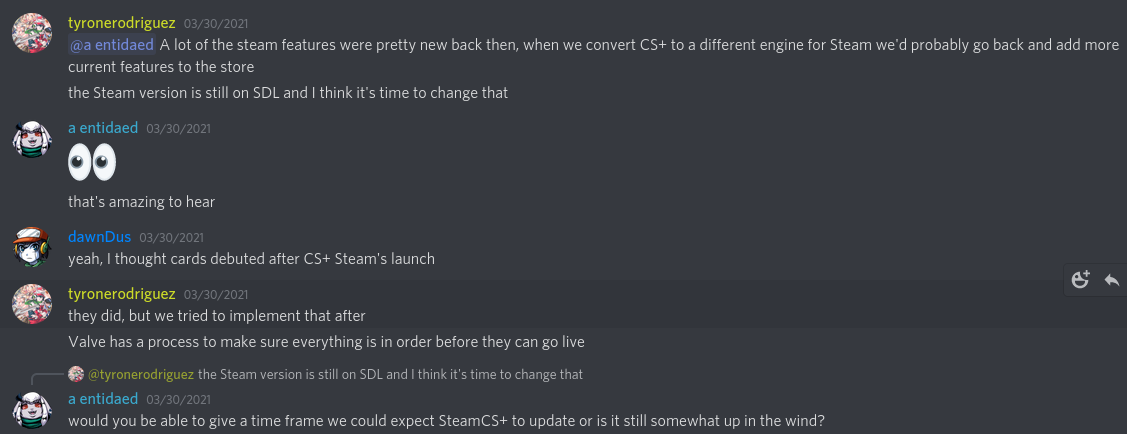 tyronerodriguez 03/30/2021
@a entidaed A lot of the steam features were pretty new back then, when we convert CS+ to a different engine for Steam we'd probably go back and add more
current features to the store
the Steam version is still on SDL and I think it's time to change that
a entidaed 03/30/2021
that's amazing to hear
dawnDus 03/30/2021
yeah, I thought cards debuted after CS+ Steam's launch
tyronerodriguez 03/30/2021
they did, but we tried to implement that after
Valve has a process to make sure everything is in order before they can go live
@tyronerodriguez the Steam version is still on SDL and I think it's time to change that
a entidaed 03/30/2021
would you be able to give a time frame we could expect SteamCS+ to update or is it still somewhat up in the wind?